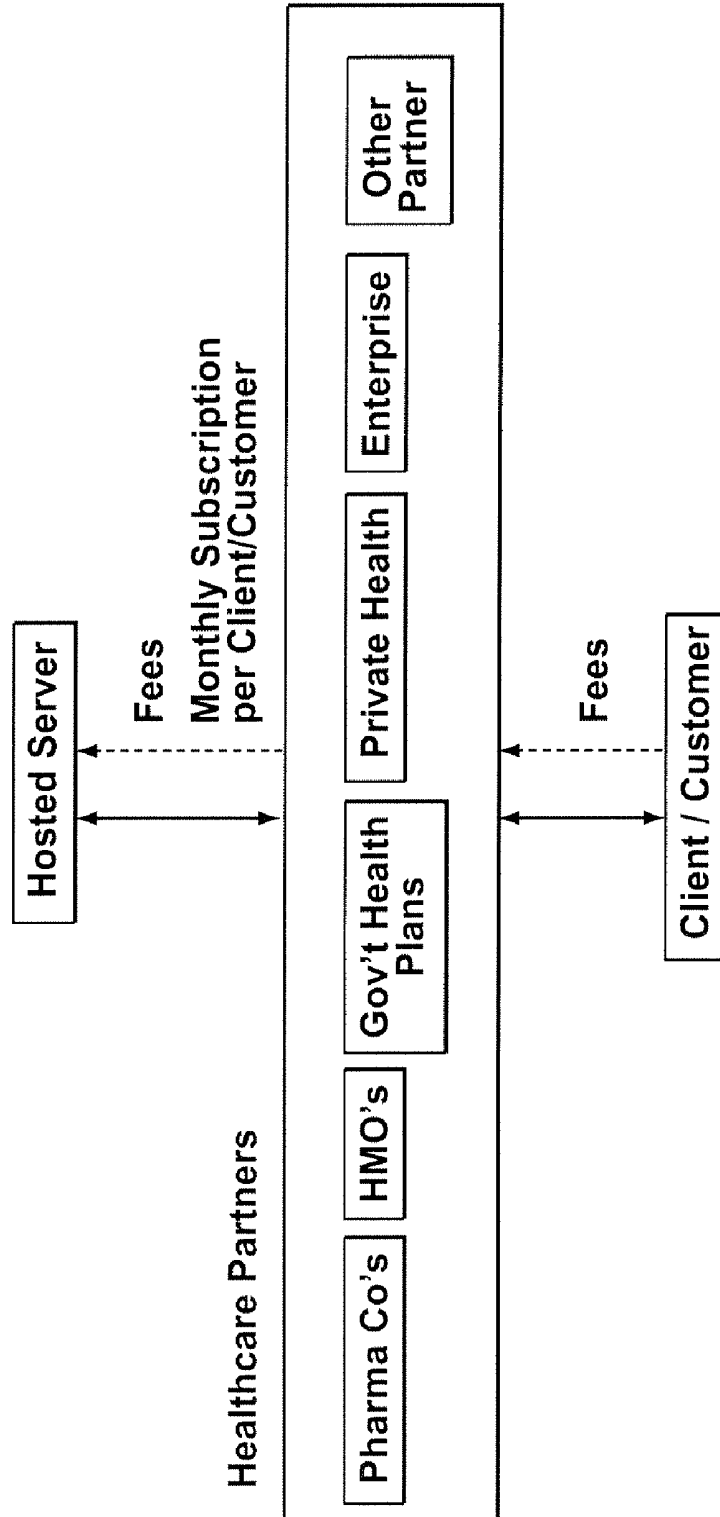 Hosted Server
Fees
Monthly Subscription
per Client/Customer
Healthcare Partners
Pharma Co's
HMO's
Gov't Health
Plans
Private Health
Enterprise
Other
Partner
Fees
Client / Customer